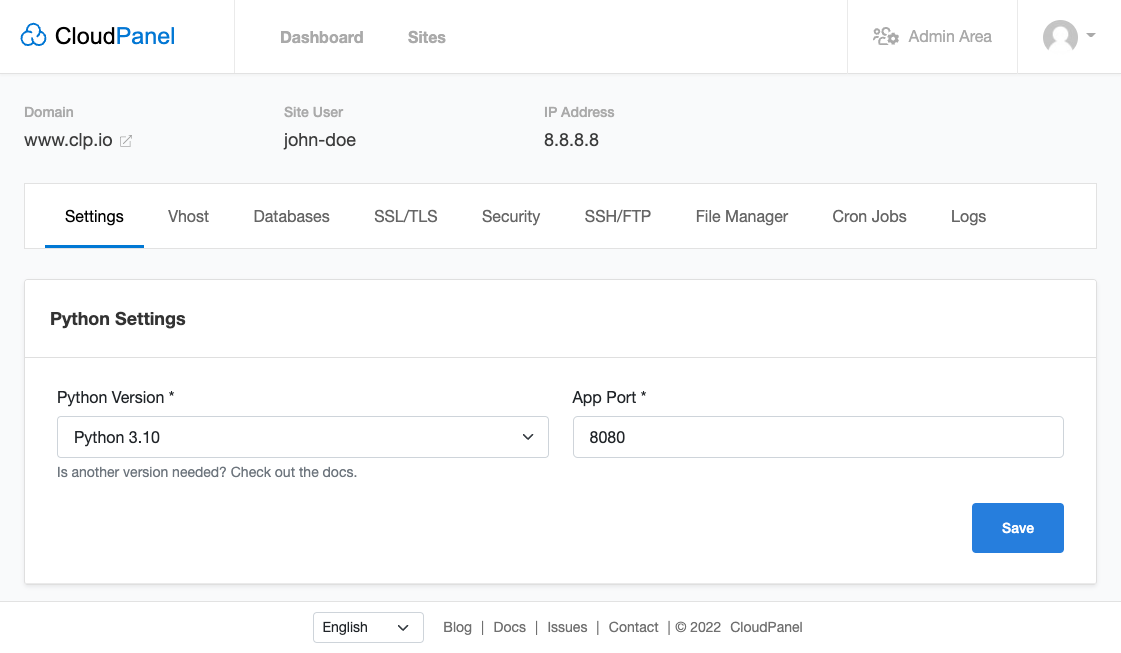 CloudPanel Dashboard Sites Admin Area
Domain Site User IP Address
www.clp.io john-doe 8.8.8.8
Settings Vhost Databases SSL/TLS Security SSH/FTP File Manager Cron Jobs Logs
Python Settings
Python Version * App Port *
Python 3.10 8080
Is another version needed? Check out the docs.
Save
English Blog | Docs | Issues | Contact | © 2022 CloudPanel